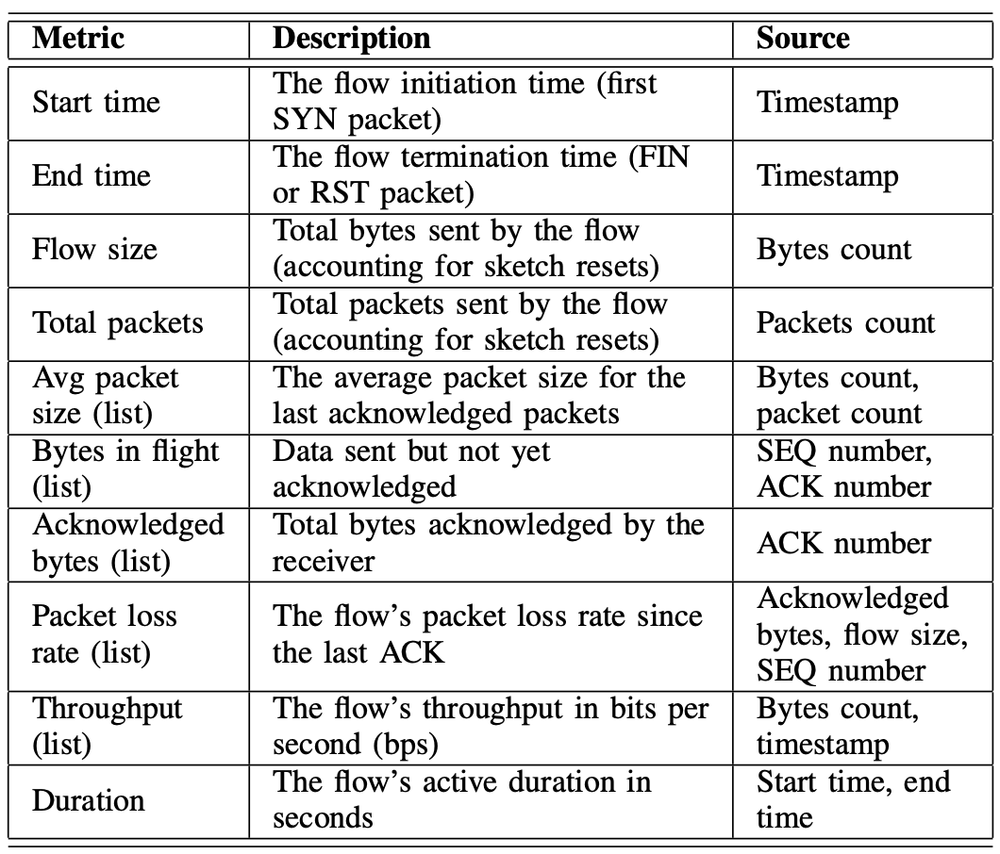 Metric Description Source
Start time The flow initiation time (first
SYN packet) Timestamp
End time The flow termination time (FIN
or RST packet) Timestamp
Flow size Total bytes sent by the flow
(accounting for sketch resets) Bytes count
Total packets Total packets sent by the flow
(accounting for sketch resets) Packets count
Avg packet
size (list) The average packet size for the
last acknowledged packets Bytes count,
packet count
Bytes in flight
(list) Data sent but not yet
acknowledged SEQ number,
ACK number
Acknowledged
bytes (list) Total bytes acknowledged by the
receiver ACK number
Packet loss
rate (list) The flow's packet loss rate since
the last ACK Acknowledged
bytes, flow size,
SEQ number
Throughput
(list) The flow's throughput in bits per
second (bps) Bytes count,
timestamp
Duration The flow's active duration in
seconds Start time, end
time